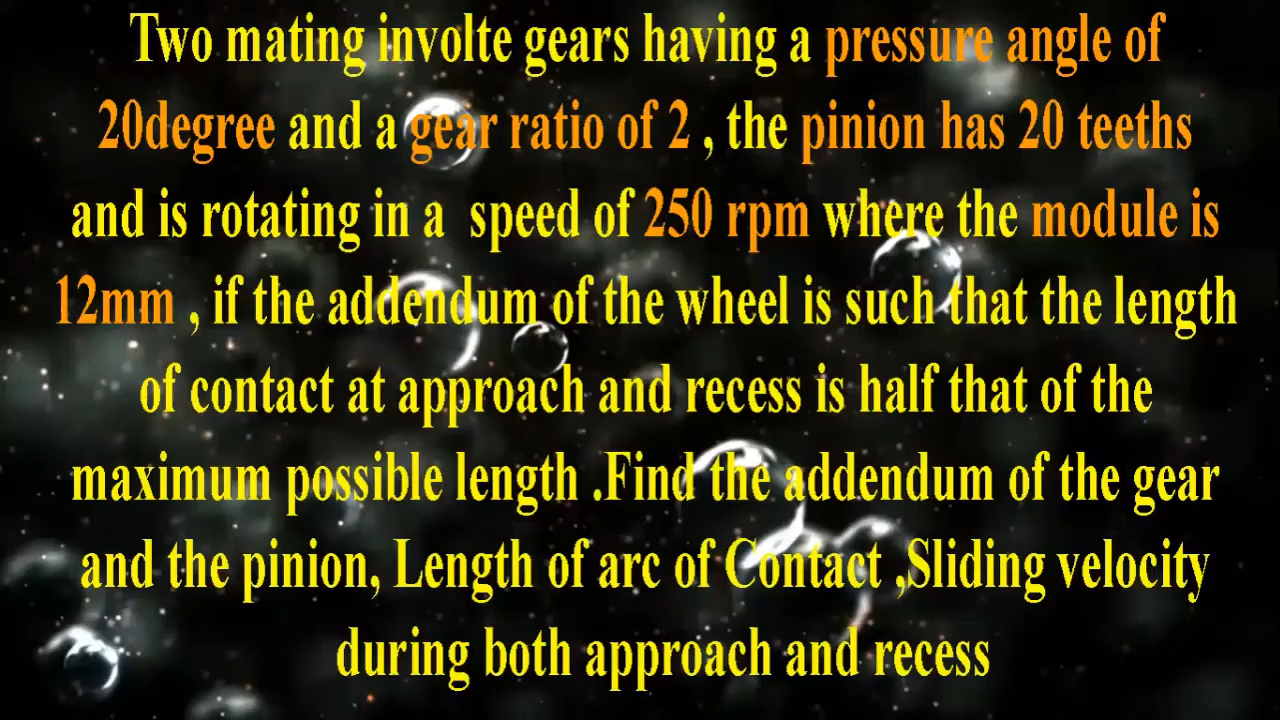 Two mating involte gears having a pressure angle of
20degree and a gear ratio of 2 , the pinion has 20 teeths
and is rotating in a speed of 250 rpm where the module is
12mm , if the addendum of the wheel is such that the length
of contact at approach and recess is half that of the
maximum possible length .Find the addendum of the gear
and the pinion, Length of arc of Contact ,Sliding velocity
during both approach and recess